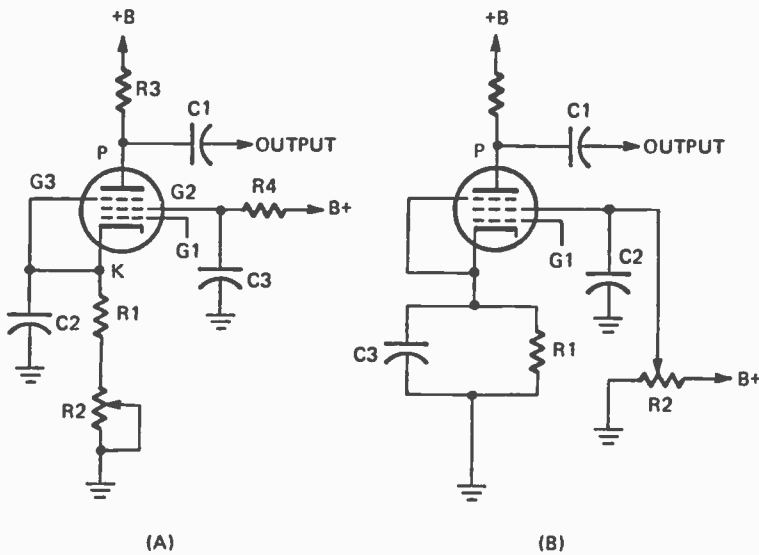 +B
R3
C1
P
OUTPUT
G3
G2
R4
B+
G1
K
C3
C2
R1
R2
(A)
+B
C1
P
OUTPUT
G1
C2
C3
R1
B+
R2
(B)